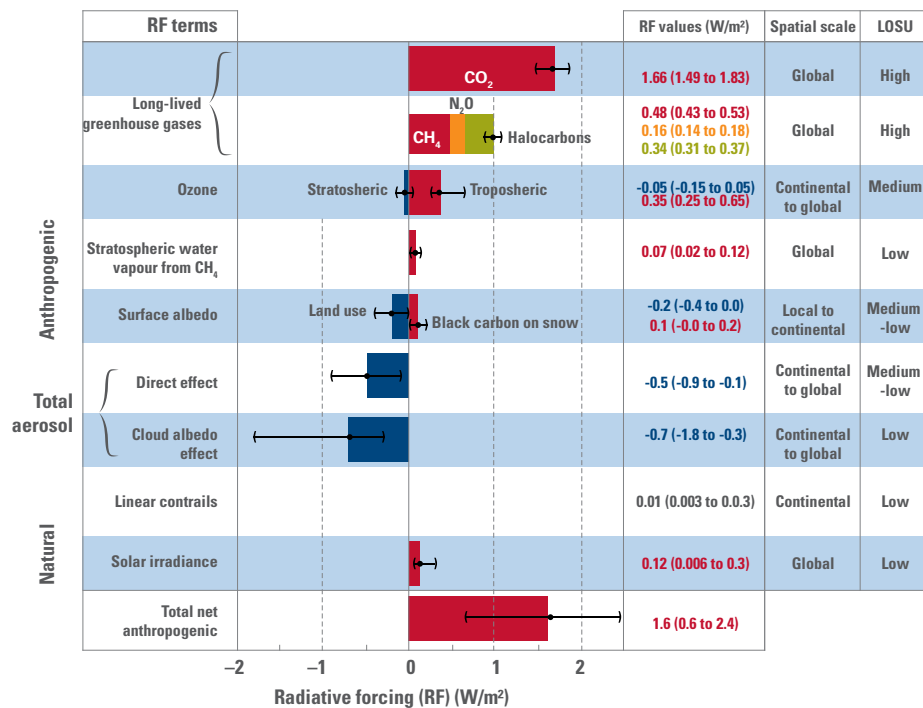 RF terms
RF values (W/m²)
Spatial scale
LOSU
Long-lived
greenhouse gases
CO₂
1.66 (1.49 to 1.83)
Global
High
N₂O
CH₄
Halocarbons
0.48 (0.43 to 0.53)
0.16 (0.14 to 0.18)
0.34 (0.31 to 0.37)
Global
High
Anthropogenic
Ozone
Stratosheric
Troposheric
-0.05 (-0.15 to 0.05)
0.35 (0.25 to 0.65)
Continental
to global
Medium
Stratospheric water
vapour from CH₄
0.07 (0.02 to 0.12)
Global
Low
Surface albedo
Land use
Black carbon on snow
-0.2 (-0.4 to 0.0)
0.1 (-0.0 to 0.2)
Local to
continental
Medium
-low
Total
aerosol
Direct effect
-0.5 (-0.9 to -0.1)
Continental
to global
Medium
-low
Cloud albedo
effect
-0.7 (-1.8 to -0.3)
Continental
to global
Low
Linear contrails
0.01 (0.003 to 0.0.3)
Continental
Low
Natural
Solar irradiance
0.12 (0.006 to 0.3)
Global
Low
Total net
anthropogenic
1.6 (0.6 to 2.4)
–2 –1 0 1 2
Radiative forcing (RF) (W/m²)